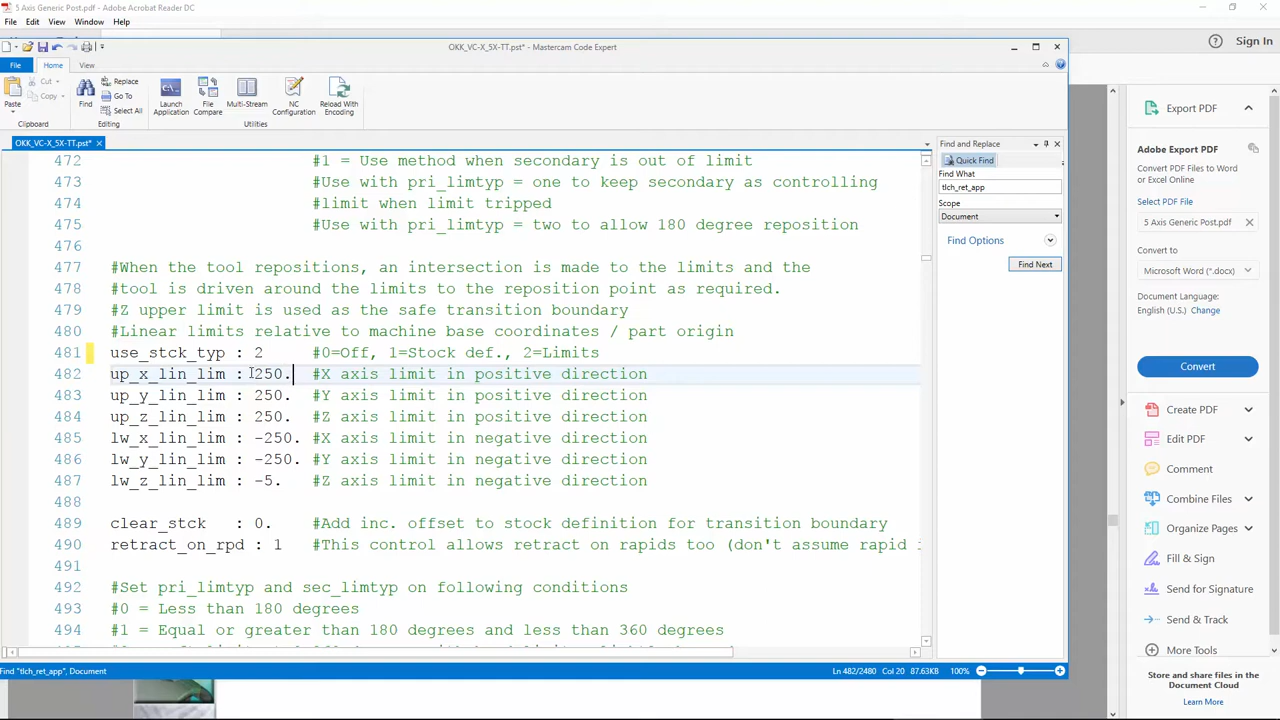 5 Axis Generic Post.pdf - Adobe Acrobat Reader DC
File Edit View Window Help
Sign In
OKK_VC-X_5X-TT.pst* - Mastercam Code Expert
File Home View
Paste
Cut
Copy
Clipboard
Find
Replace
Go To
Select All
Editing
Launch Application
File Compare
Multi-Stream
NC Configuration
Reload With Encoding
Utilities
OKK_VC-X_5X-TT.pst*
472 #1 = Use method when secondary is out of limit
473 #Use with pri_limtyp = one to keep secondary as controlling
474 #limit when limit tripped
475 #Use with pri_limtyp = two to allow 180 degree reposition
476
477 #When the tool repositions, an intersection is made to the limits and the
478 #tool is driven around the limits to the reposition point as required.
479 #Z upper limit is used as the safe transition boundary
480 #Linear limits relative to machine base coordinates / part origin
481 use_stck_typ : 2 #0=Off, 1=Stock def., 2=Limits
482 up_x_lin_lim : 250. #X axis limit in positive direction
483 up_y_lin_lim : 250. #Y axis limit in positive direction
484 up_z_lin_lim : 250. #Z axis limit in positive direction
485 lw_x_lin_lim : -250. #X axis limit in negative direction
486 lw_y_lin_lim : -250. #Y axis limit in negative direction
487 lw_z_lin_lim : -5. #Z axis limit in negative direction
488
489 clear_stck : 0. #Add inc. offset to stock definition for transition boundary
490 retract_on_rpd : 1 #This control allows retract on rapids too (don't assume rapid i
491
492 #Set pri_limtyp and sec_limtyp on following conditions
493 #0 = Less than 180 degrees
494 #1 = Equal or greater than 180 degrees and less than 360 degrees
Find "tlch_ret_app", Document
Ln 482/2480 Col 20 87.63KB 100%
Find and Replace
Quick Find
Find What
tlch_ret_app
Scope
Document
Find Options
Find Next
Export PDF
Adobe Export PDF
Convert PDF Files to Word
or Excel Online
Select PDF File
5 Axis Generic Post.pdf
Convert to
Microsoft Word (*.docx)
Document Language:
English (U.S.) Change
Convert
Create PDF
Edit PDF
Comment
Combine Files
Organize Pages
Fill & Sign
Send for Signature
Send & Track
More Tools
Store and share files in the
Document Cloud
Learn More